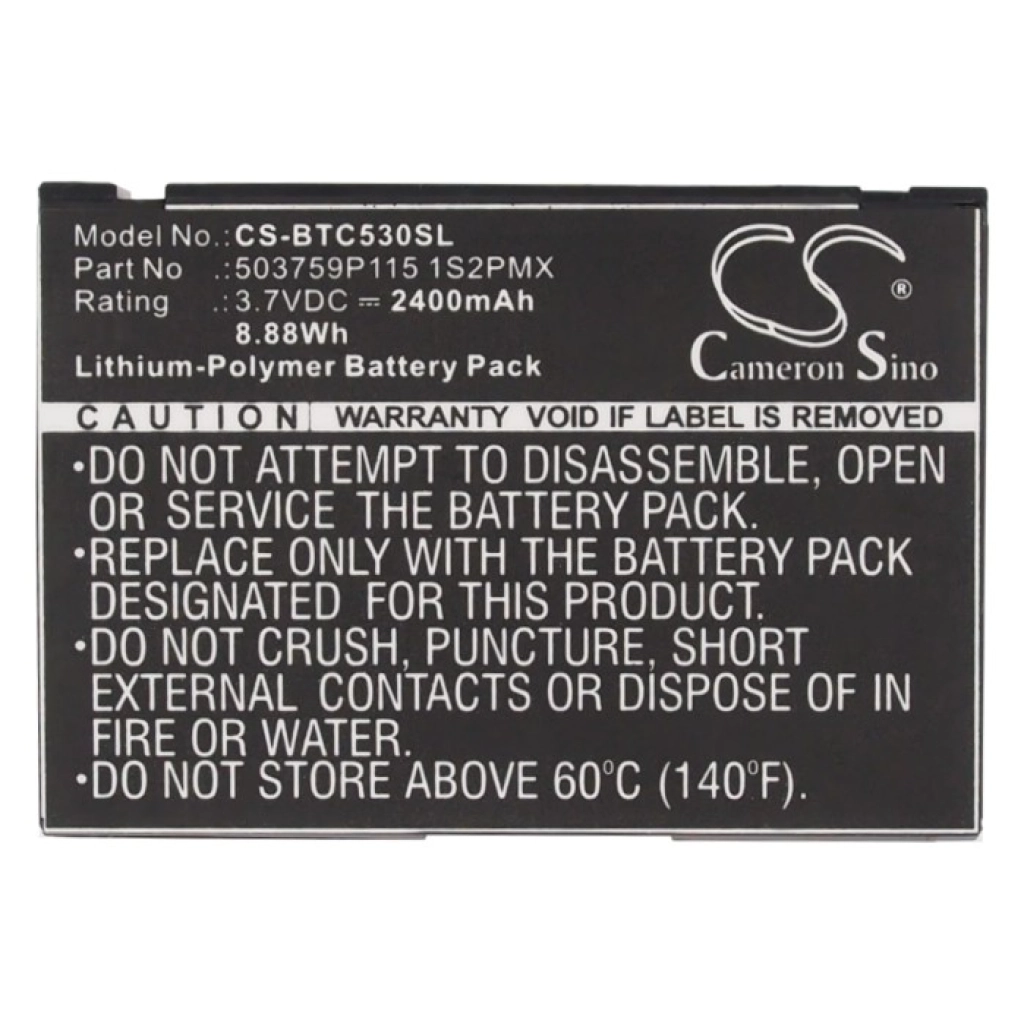 Model No.:CS-BTC530SL
Part No .:503759P115 1S2PMX
Rating .:3.7VDC ⎓ 2400mAh
8.88Wh
Lithium-Polymer Battery Pack
CS ®
Cameron Sino
CAUTION WARRANTY VOID IF LABEL IS REMOVED
•DO NOT ATTEMPT TO DISASSEMBLE, OPEN
OR SERVICE THE BATTERY PACK.
•REPLACE ONLY WITH THE BATTERY PACK
DESIGNATED FOR THIS PRODUCT.
•DO NOT CRUSH, PUNCTURE, SHORT
EXTERNAL CONTACTS OR DISPOSE OF IN
FIRE OR WATER.
•DO NOT STORE ABOVE 60°C (140°F).